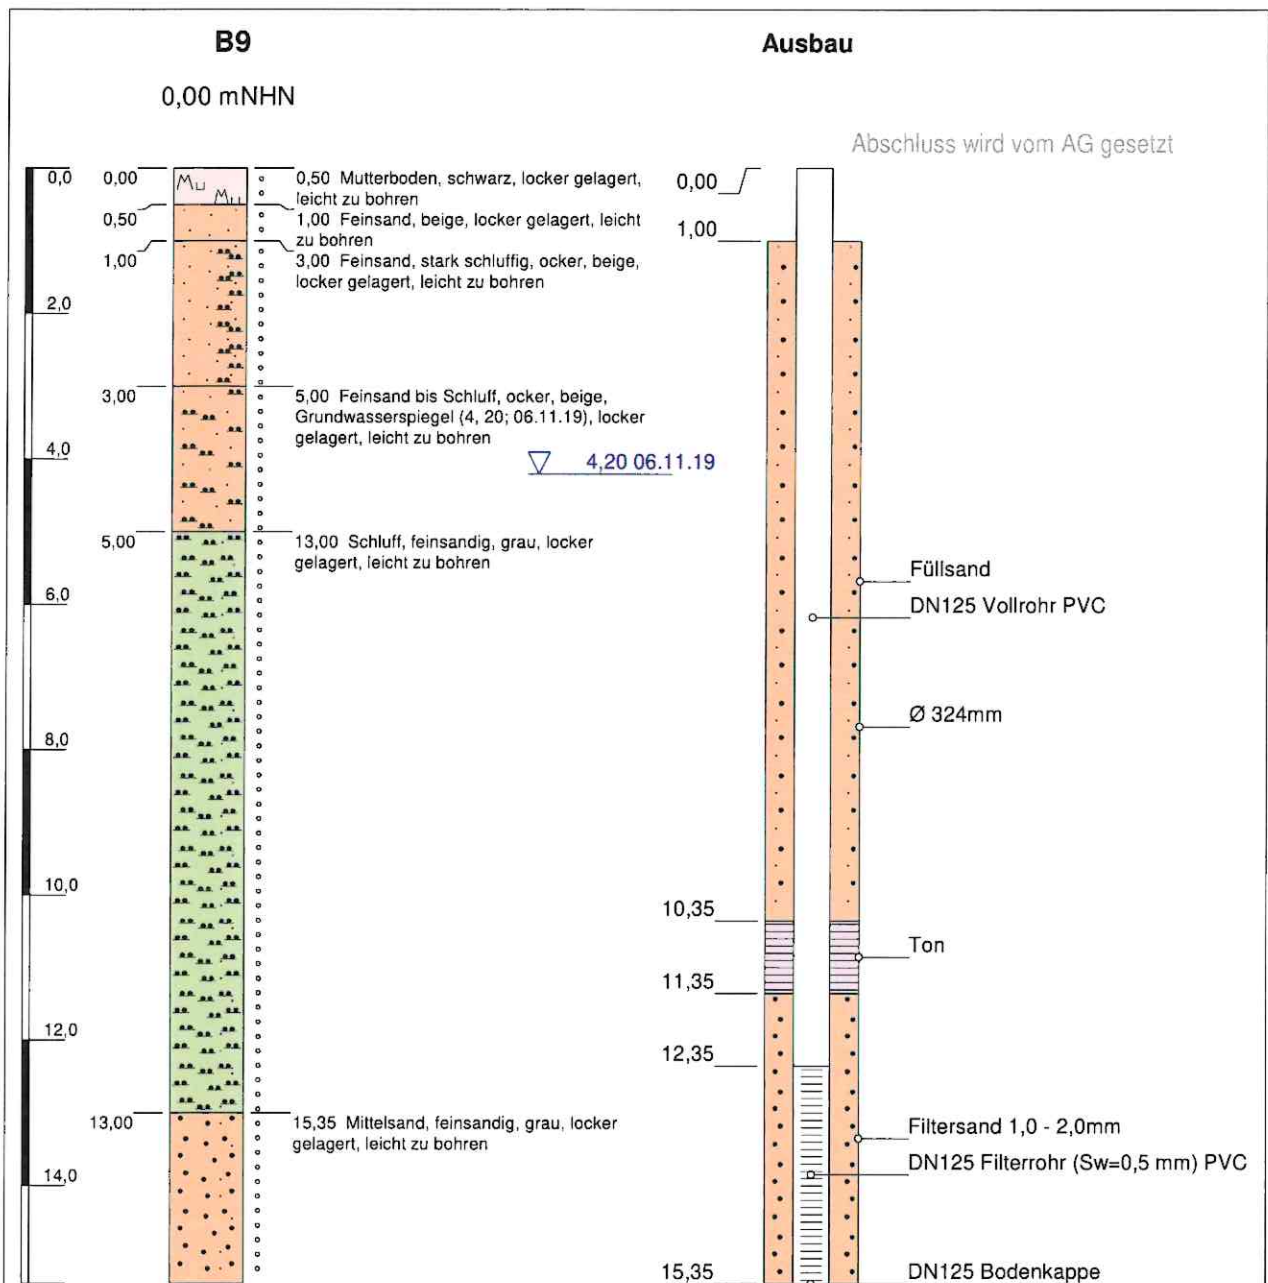 B9
Ausbau
0,00 mNHN
Abschluss wird vom AG gesetzt
0,0
2,0
4,0
6,0
8,0
10,0
12,0
14,0
0,00
0,50
1,00
3,00
5,00
13,00
Mu
Mu
0,50 Mutterboden, schwarz, locker gelagert,
leicht zu bohren
1,00 Feinsand, beige, locker gelagert, leicht
zu bohren
3,00 Feinsand, stark schluffig, ocker, beige,
locker gelagert, leicht zu bohren
5,00 Feinsand bis Schluff, ocker, beige,
Grundwasserspiegel (4, 20; 06.11.19), locker
gelagert, leicht zu bohren
4,20 06.11.19
13,00 Schluff, feinsandig, grau, locker
gelagert, leicht zu bohren
15,35 Mittelsand, feinsandig, grau, locker
gelagert, leicht zu bohren
0,00
1,00
10,35
11,35
12,35
15,35
Füllsand
DN125 Vollrohr PVC
Ø 324mm
Ton
Filtersand 1,0 - 2,0mm
DN125 Filterrohr (Sw=0,5 mm) PVC
DN125 Bodenkappe